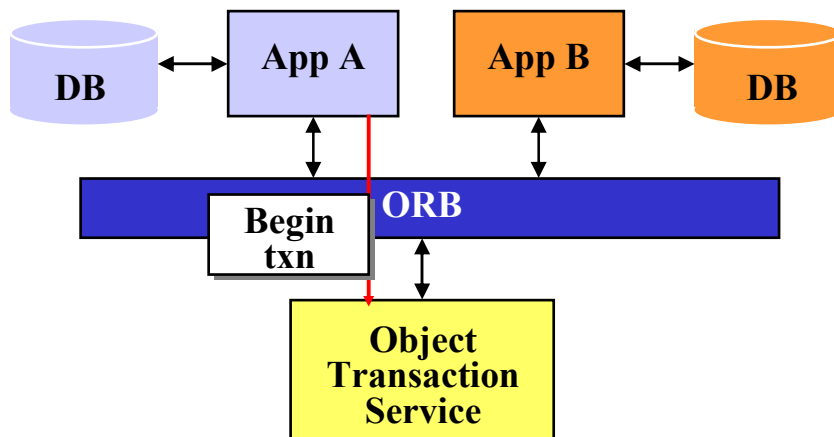 DB
App A
App B
DB
ORB
Begin
txn
Object
Transaction
Service